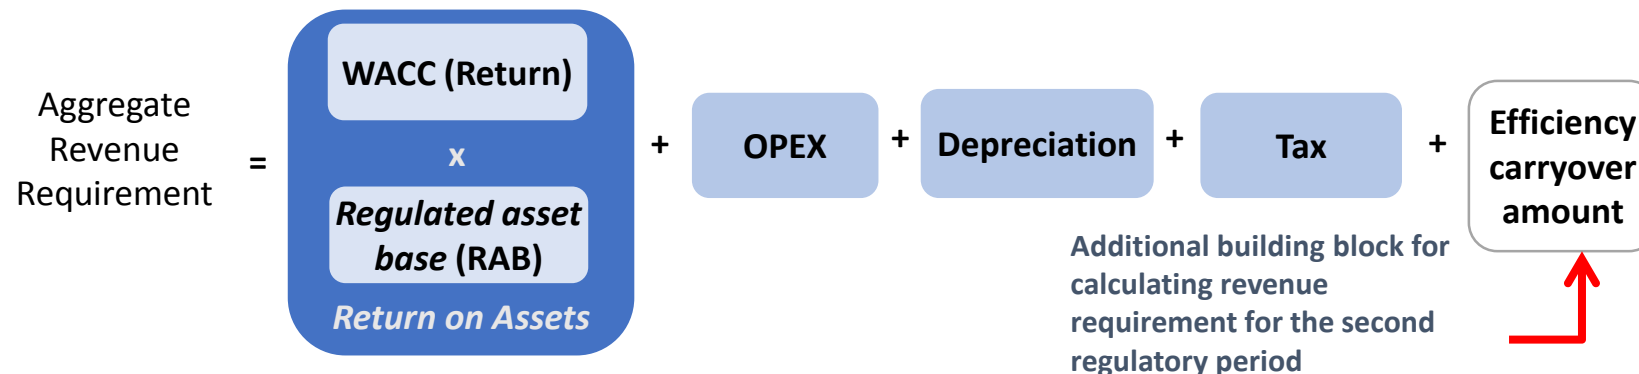 Aggregate
Revenue
Requirement
=
WACC (Return)
x
Regulated asset
base (RAB)
Return on Assets
+
OPEX
+
Depreciation
+
Tax
+
Efficiency
carryover
amount
Additional building block for
calculating revenue
requirement for the second
regulatory period